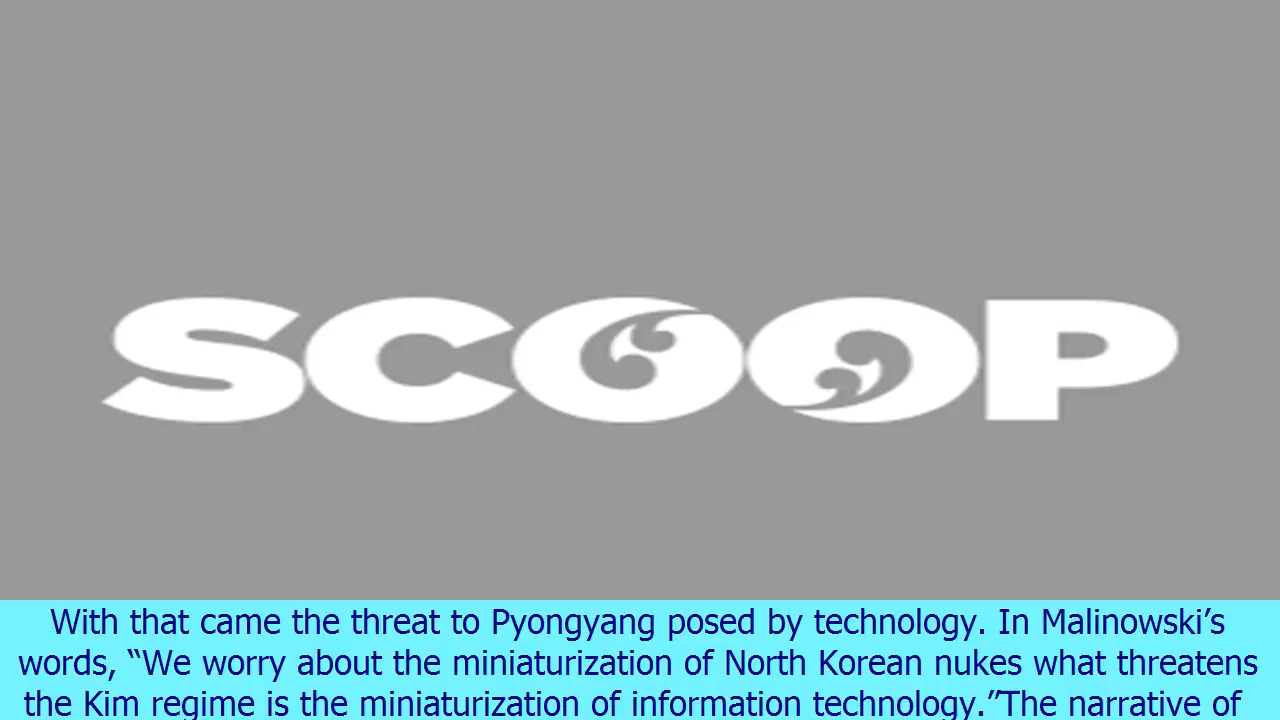 SCOOP
With that came the threat to Pyongyang posed by technology. In Malinowski’s
words, “We worry about the miniaturization of North Korean nukes what threatens
the Kim regime is the miniaturization of information technology.”The narrative of